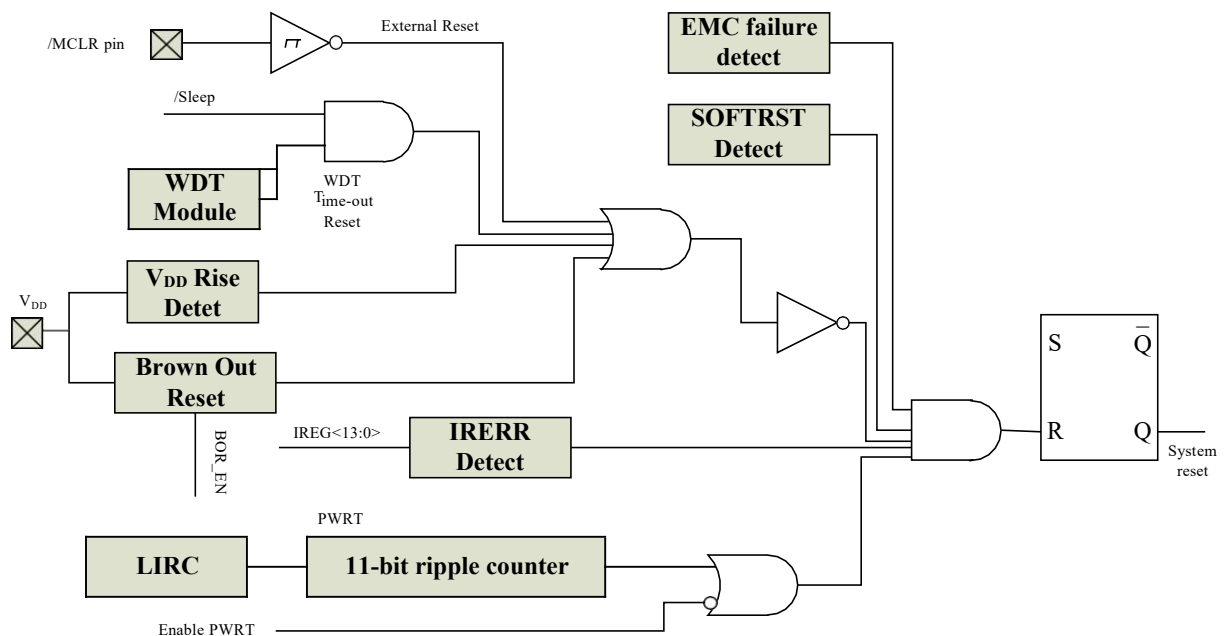 /MCLR pin
External Reset
EMC failure
detect
/Sleep
SOFTRST
Detect
WDT
Module
WDT
Time-out
Reset
VDD
VDD Rise
Detet
Brown Out
Reset
BOR_EN
IREG<13:0>
IRERR
Detect
S
Q̅
R
Q
System
reset
PWRT
LIRC
11-bit ripple counter
Enable PWRT